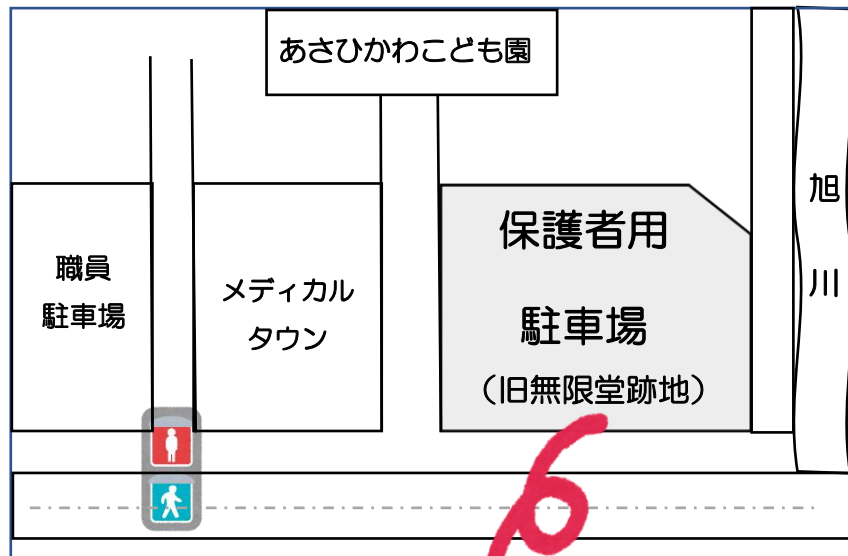 あさひかわこども園
職員
駐車場
メディカル
タウン
保護者用
駐車場
(旧無限堂跡地)
旭
川